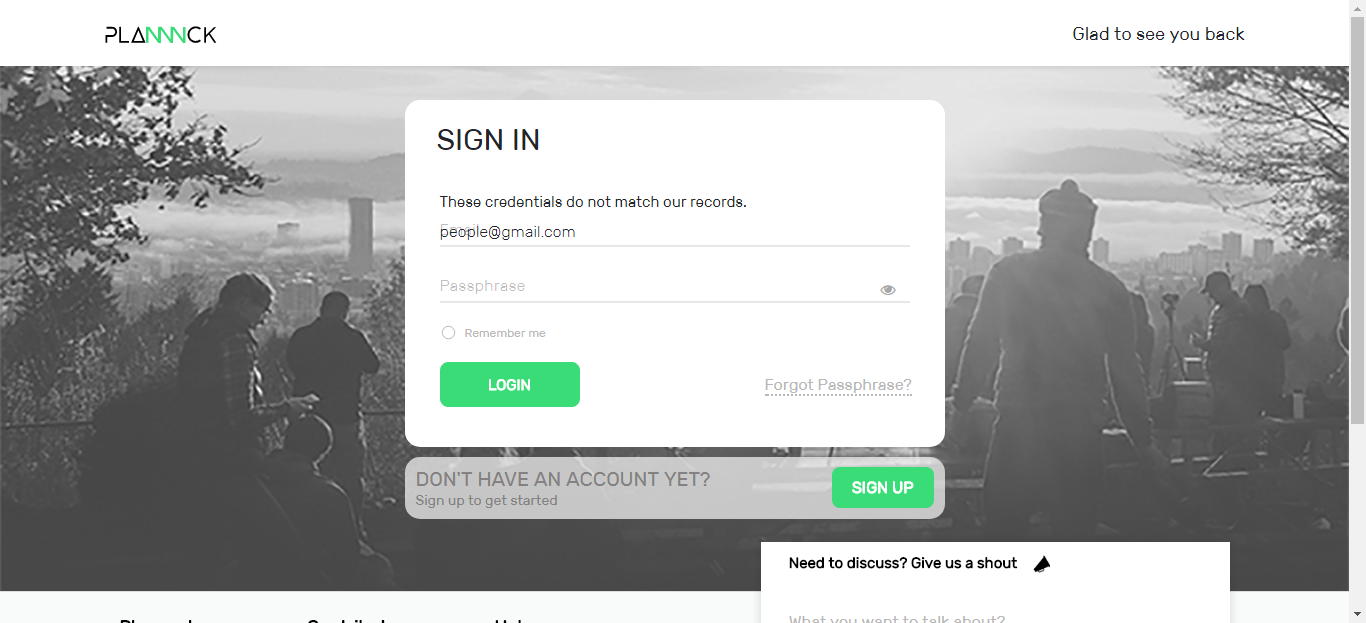 PLANNNCK
Glad to see you back
SIGN IN
These credentials do not match our records.
people@gmail.com
Passphrase
Remember me
LOGIN
Forgot Passphrase?
DON'T HAVE AN ACCOUNT YET?
Sign up to get started
SIGN UP
Need to discuss? Give us a shout
What you want to talk about?